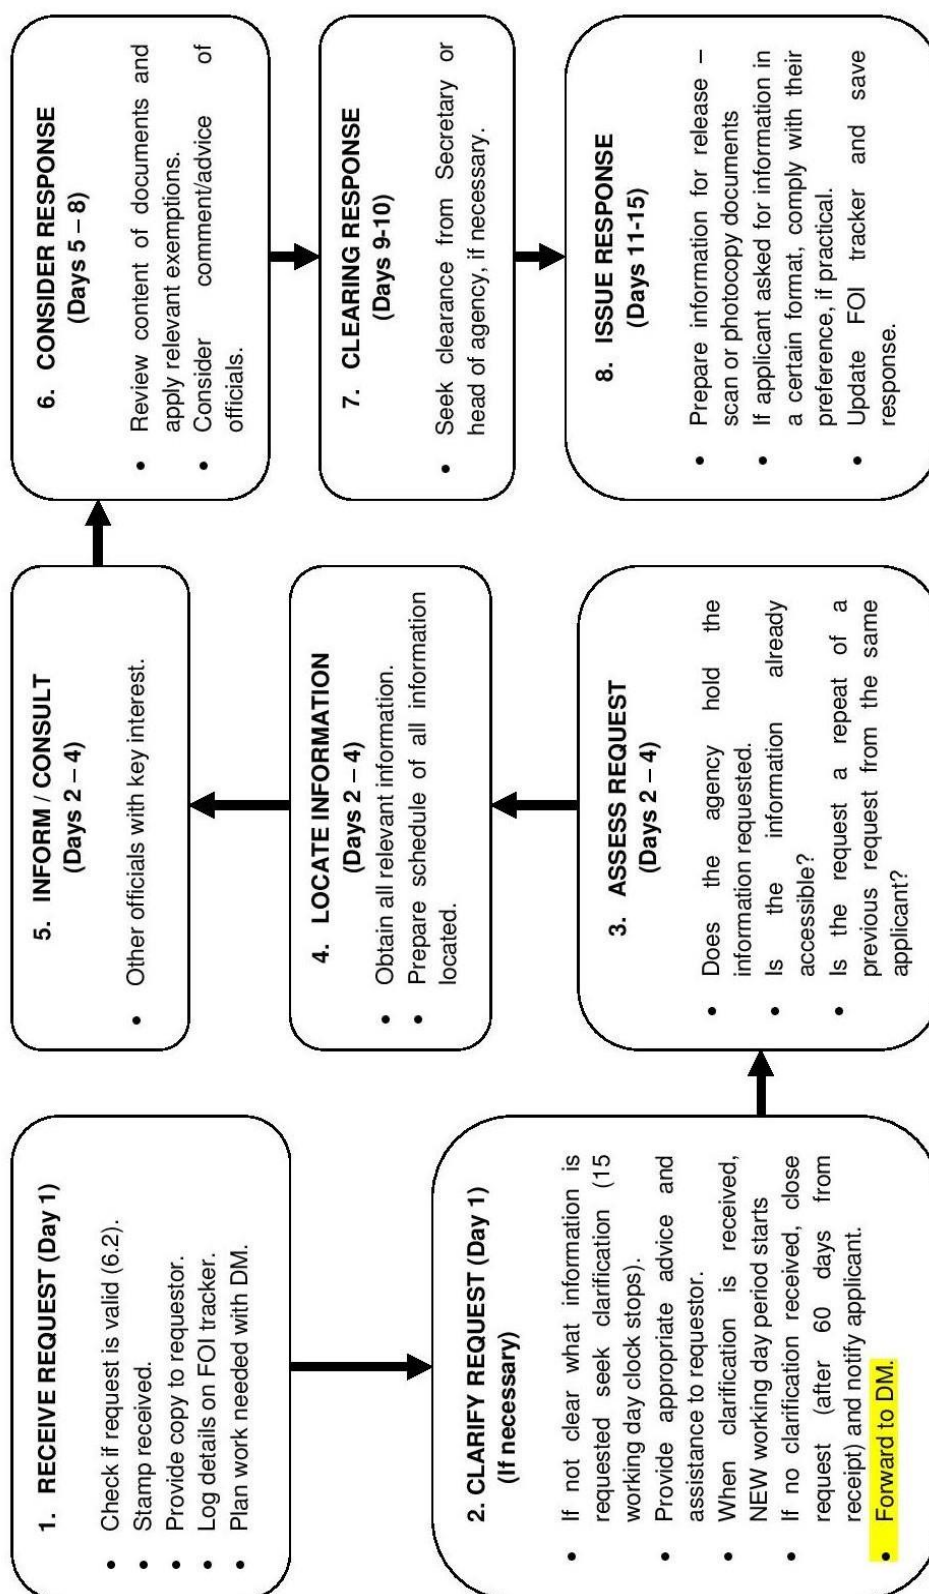 1. RECEIVE REQUEST (Day 1)
• Check if request is valid (6.2).
• Stamp received.
• Provide copy to requestor.
• Log details on FOI tracker.
• Plan work needed with DM.
2. CLARIFY REQUEST (Day 1)
(If necessary)
• If not clear what information is
requested seek clarification (15
working day clock stops).
• Provide appropriate advice and
assistance to requestor.
• When clarification is received,
NEW working day period starts
• If no clarification received, close
request (after 60 days from
receipt) and notify applicant.
• Forward to DM.
3. ASSESS REQUEST
(Days 2 – 4)
• Does the agency hold the
information requested.
• Is the information already
accessible?
• Is the request a repeat of a
previous request from the same
applicant?
4. LOCATE INFORMATION
(Days 2 – 4)
• Obtain all relevant information.
• Prepare schedule of all information
located.
5. INFORM / CONSULT
(Days 2 – 4)
• Other officials with key interest.
6. CONSIDER RESPONSE
(Days 5 – 8)
• Review content of documents and
apply relevant exemptions.
• Consider comment/advice of
officials.
7. CLEARING RESPONSE
(Days 9-10)
• Seek clearance from Secretary or
head of agency, if necessary.
8. ISSUE RESPONSE
(Days 11-15)
• Prepare information for release –
scan or photocopy documents
• If applicant asked for information in
a certain format, comply with their
preference, if practical.
• Update FOI tracker and save
response.